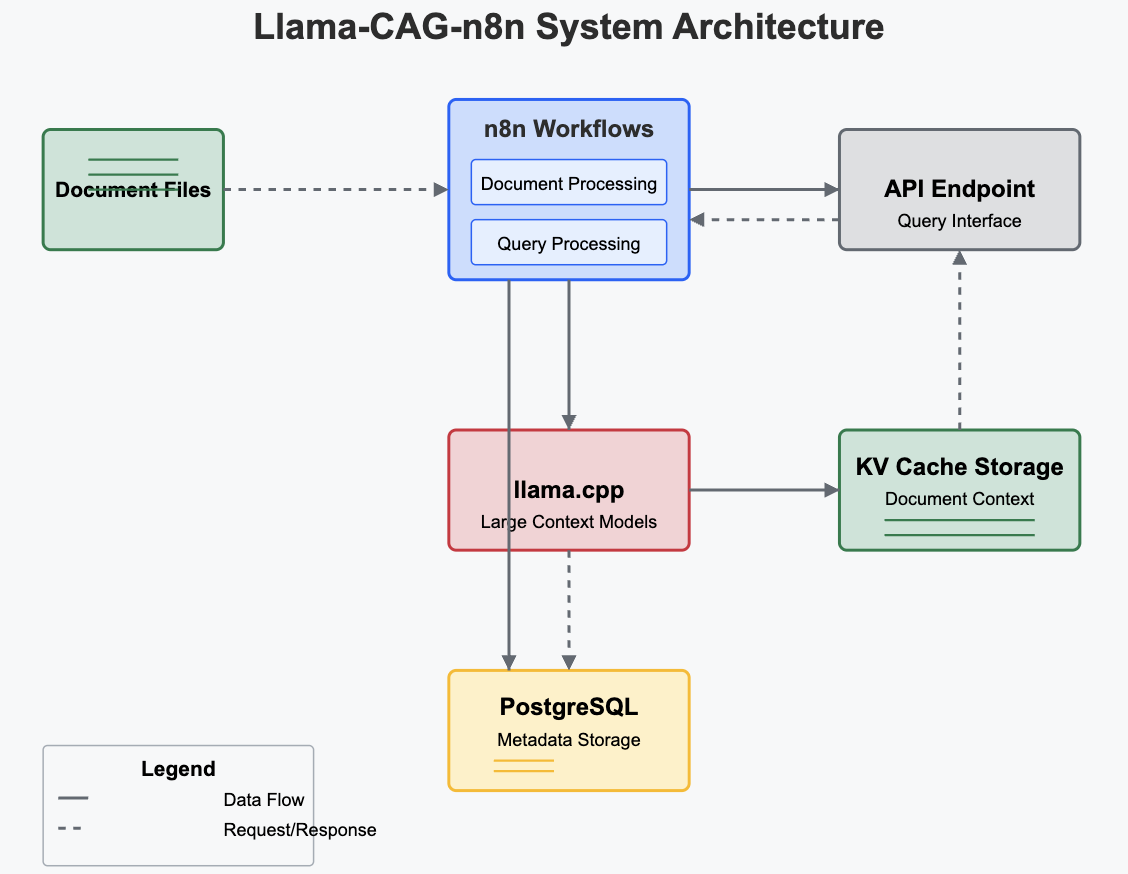 Llama-CAG-n8n System Architecture
Document Files
n8n Workflows
Document Processing
Query Processing
API Endpoint
Query Interface
llama.cpp
Large Context Models
KV Cache Storage
Document Context
PostgreSQL
Metadata Storage
Legend
Data Flow
Request/Response